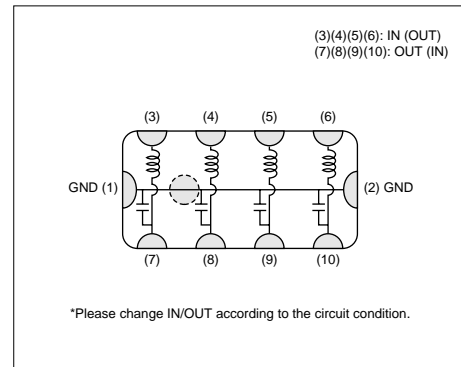 (3)(4)(5)(6): IN (OUT)
(7)(8)(9)(10): OUT (IN)
(3) (4) (5) (6)
GND (1) (2) GND
(7) (8) (9) (10)
*Please change IN/OUT according to the circuit condition.